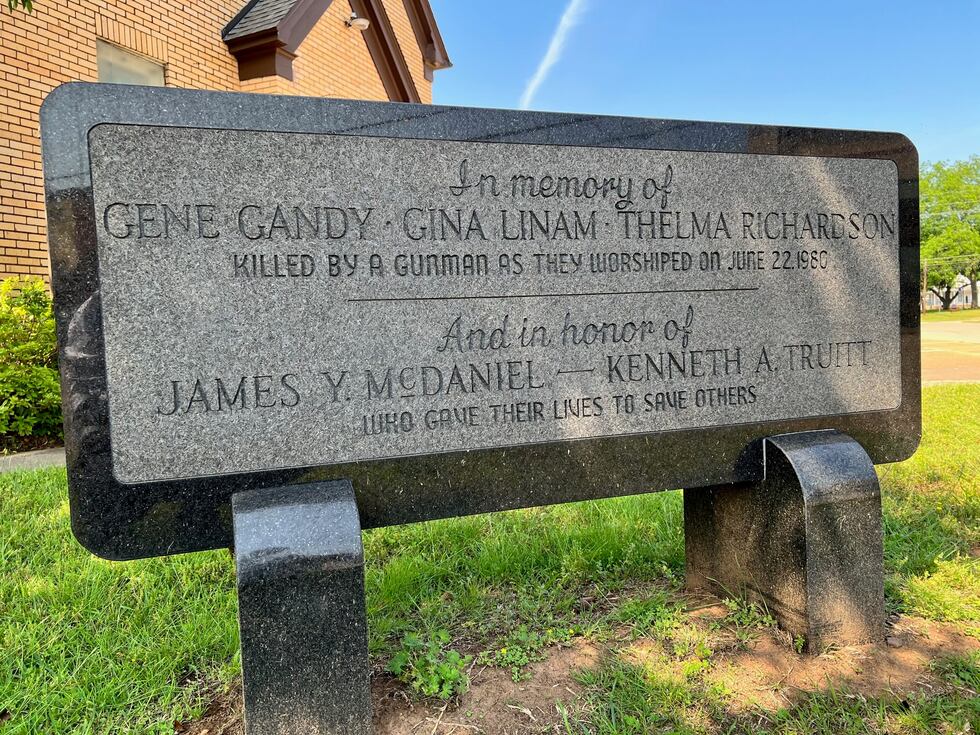 In memory of
GENE GANDY · GINA LINAM · THELMA RICHARDSON
KILLED BY A GUNMAN AS THEY WORSHIPED ON JUNE 22.1980
And in honor of
JAMES Y. McDANIEL — KENNETH A. TRUITT
WHO GAVE THEIR LIVES TO SAVE OTHERS